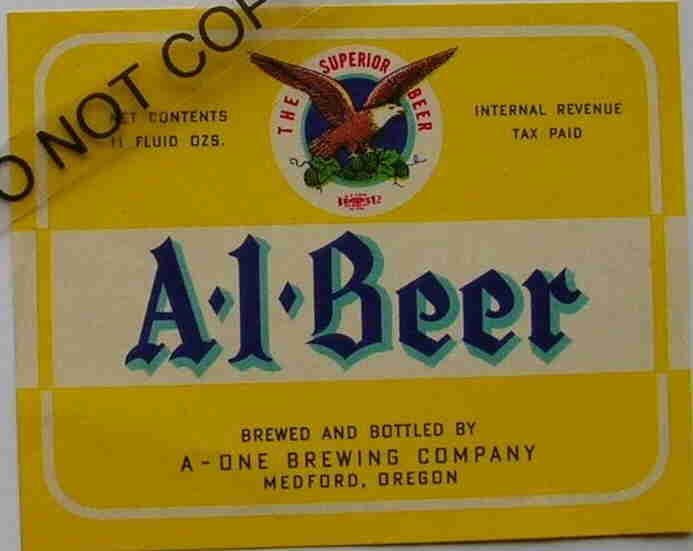 O NOT COP
THE SUPERIOR BEER
NET CONTENTS
11 FLUID OZS.
INTERNAL REVENUE
TAX PAID
A·1·Beer
BREWED AND BOTTLED BY
A-ONE BREWING COMPANY
MEDFORD, OREGON